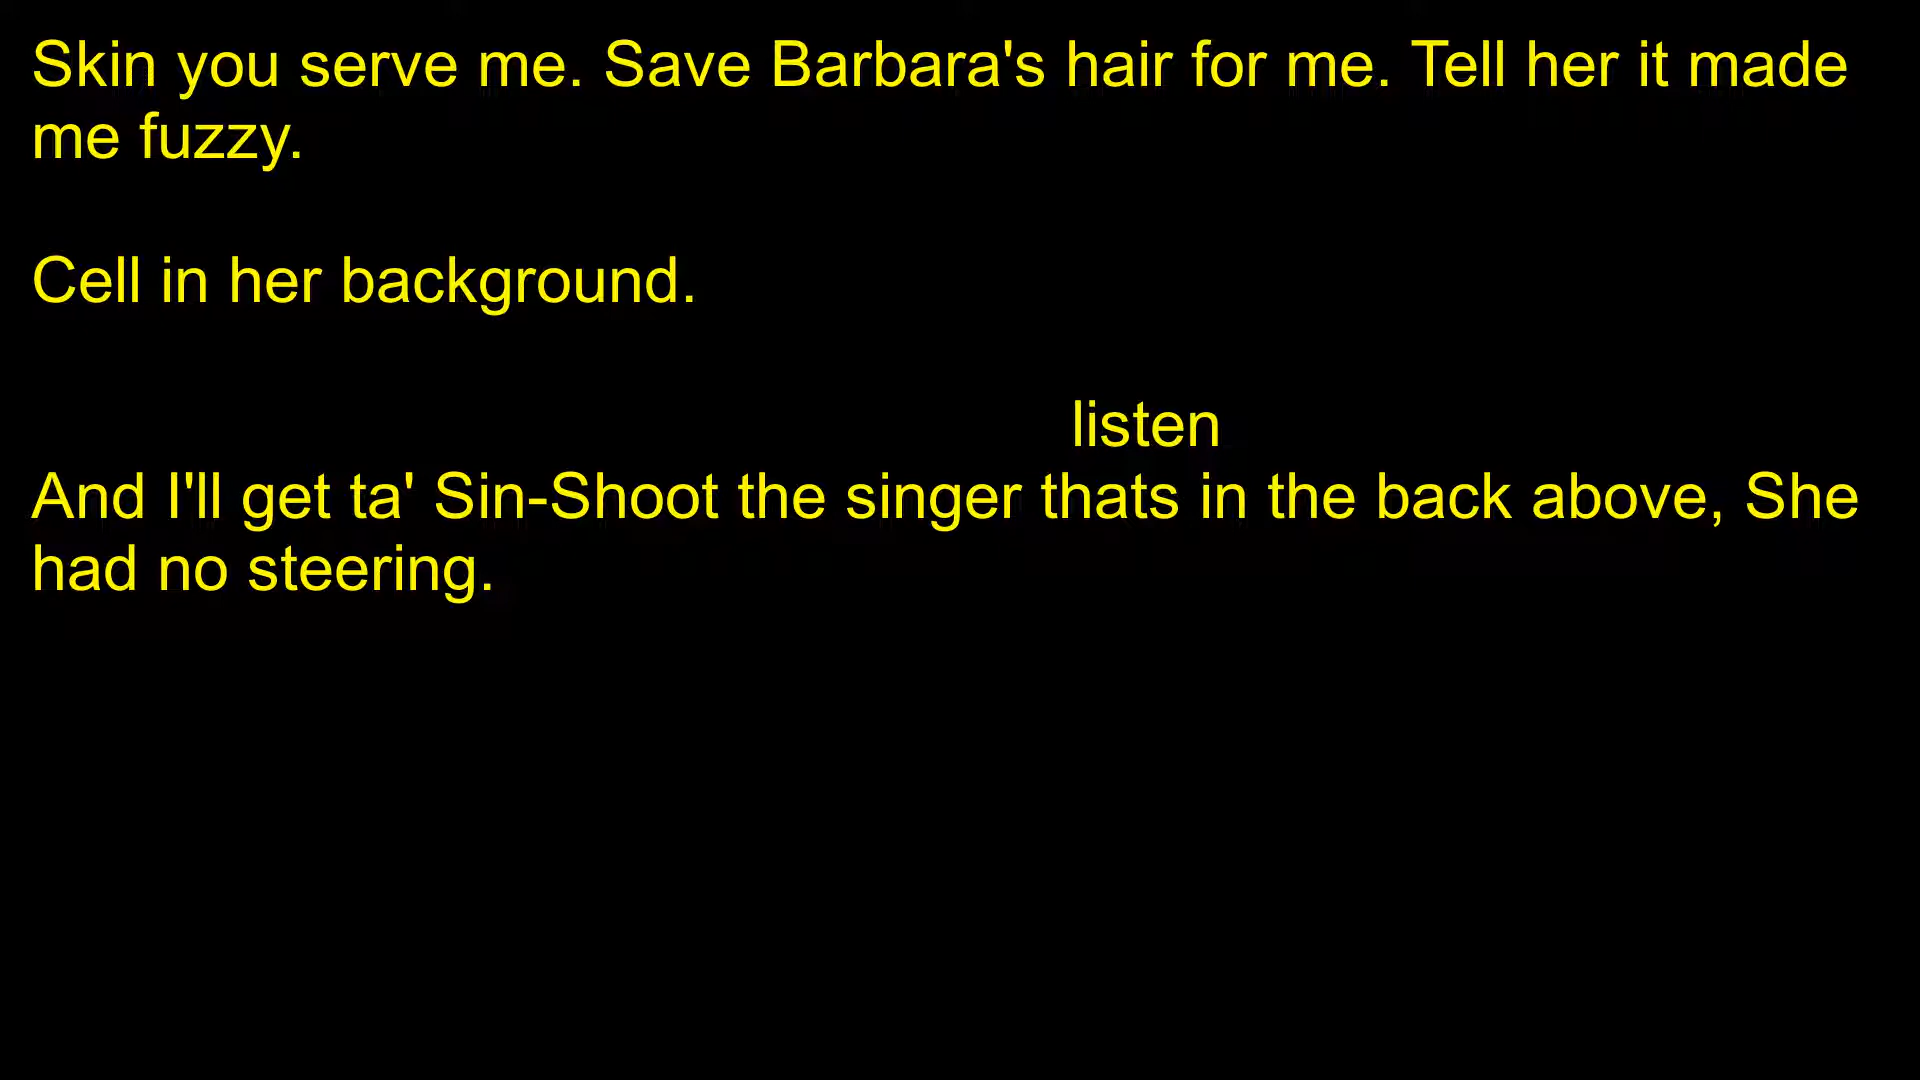 Skin you serve me. Save Barbara's hair for me. Tell her it made
me fuzzy.
Cell in her background.
listen
And I'll get ta' Sin-Shoot the singer thats in the back above, She
had no steering.